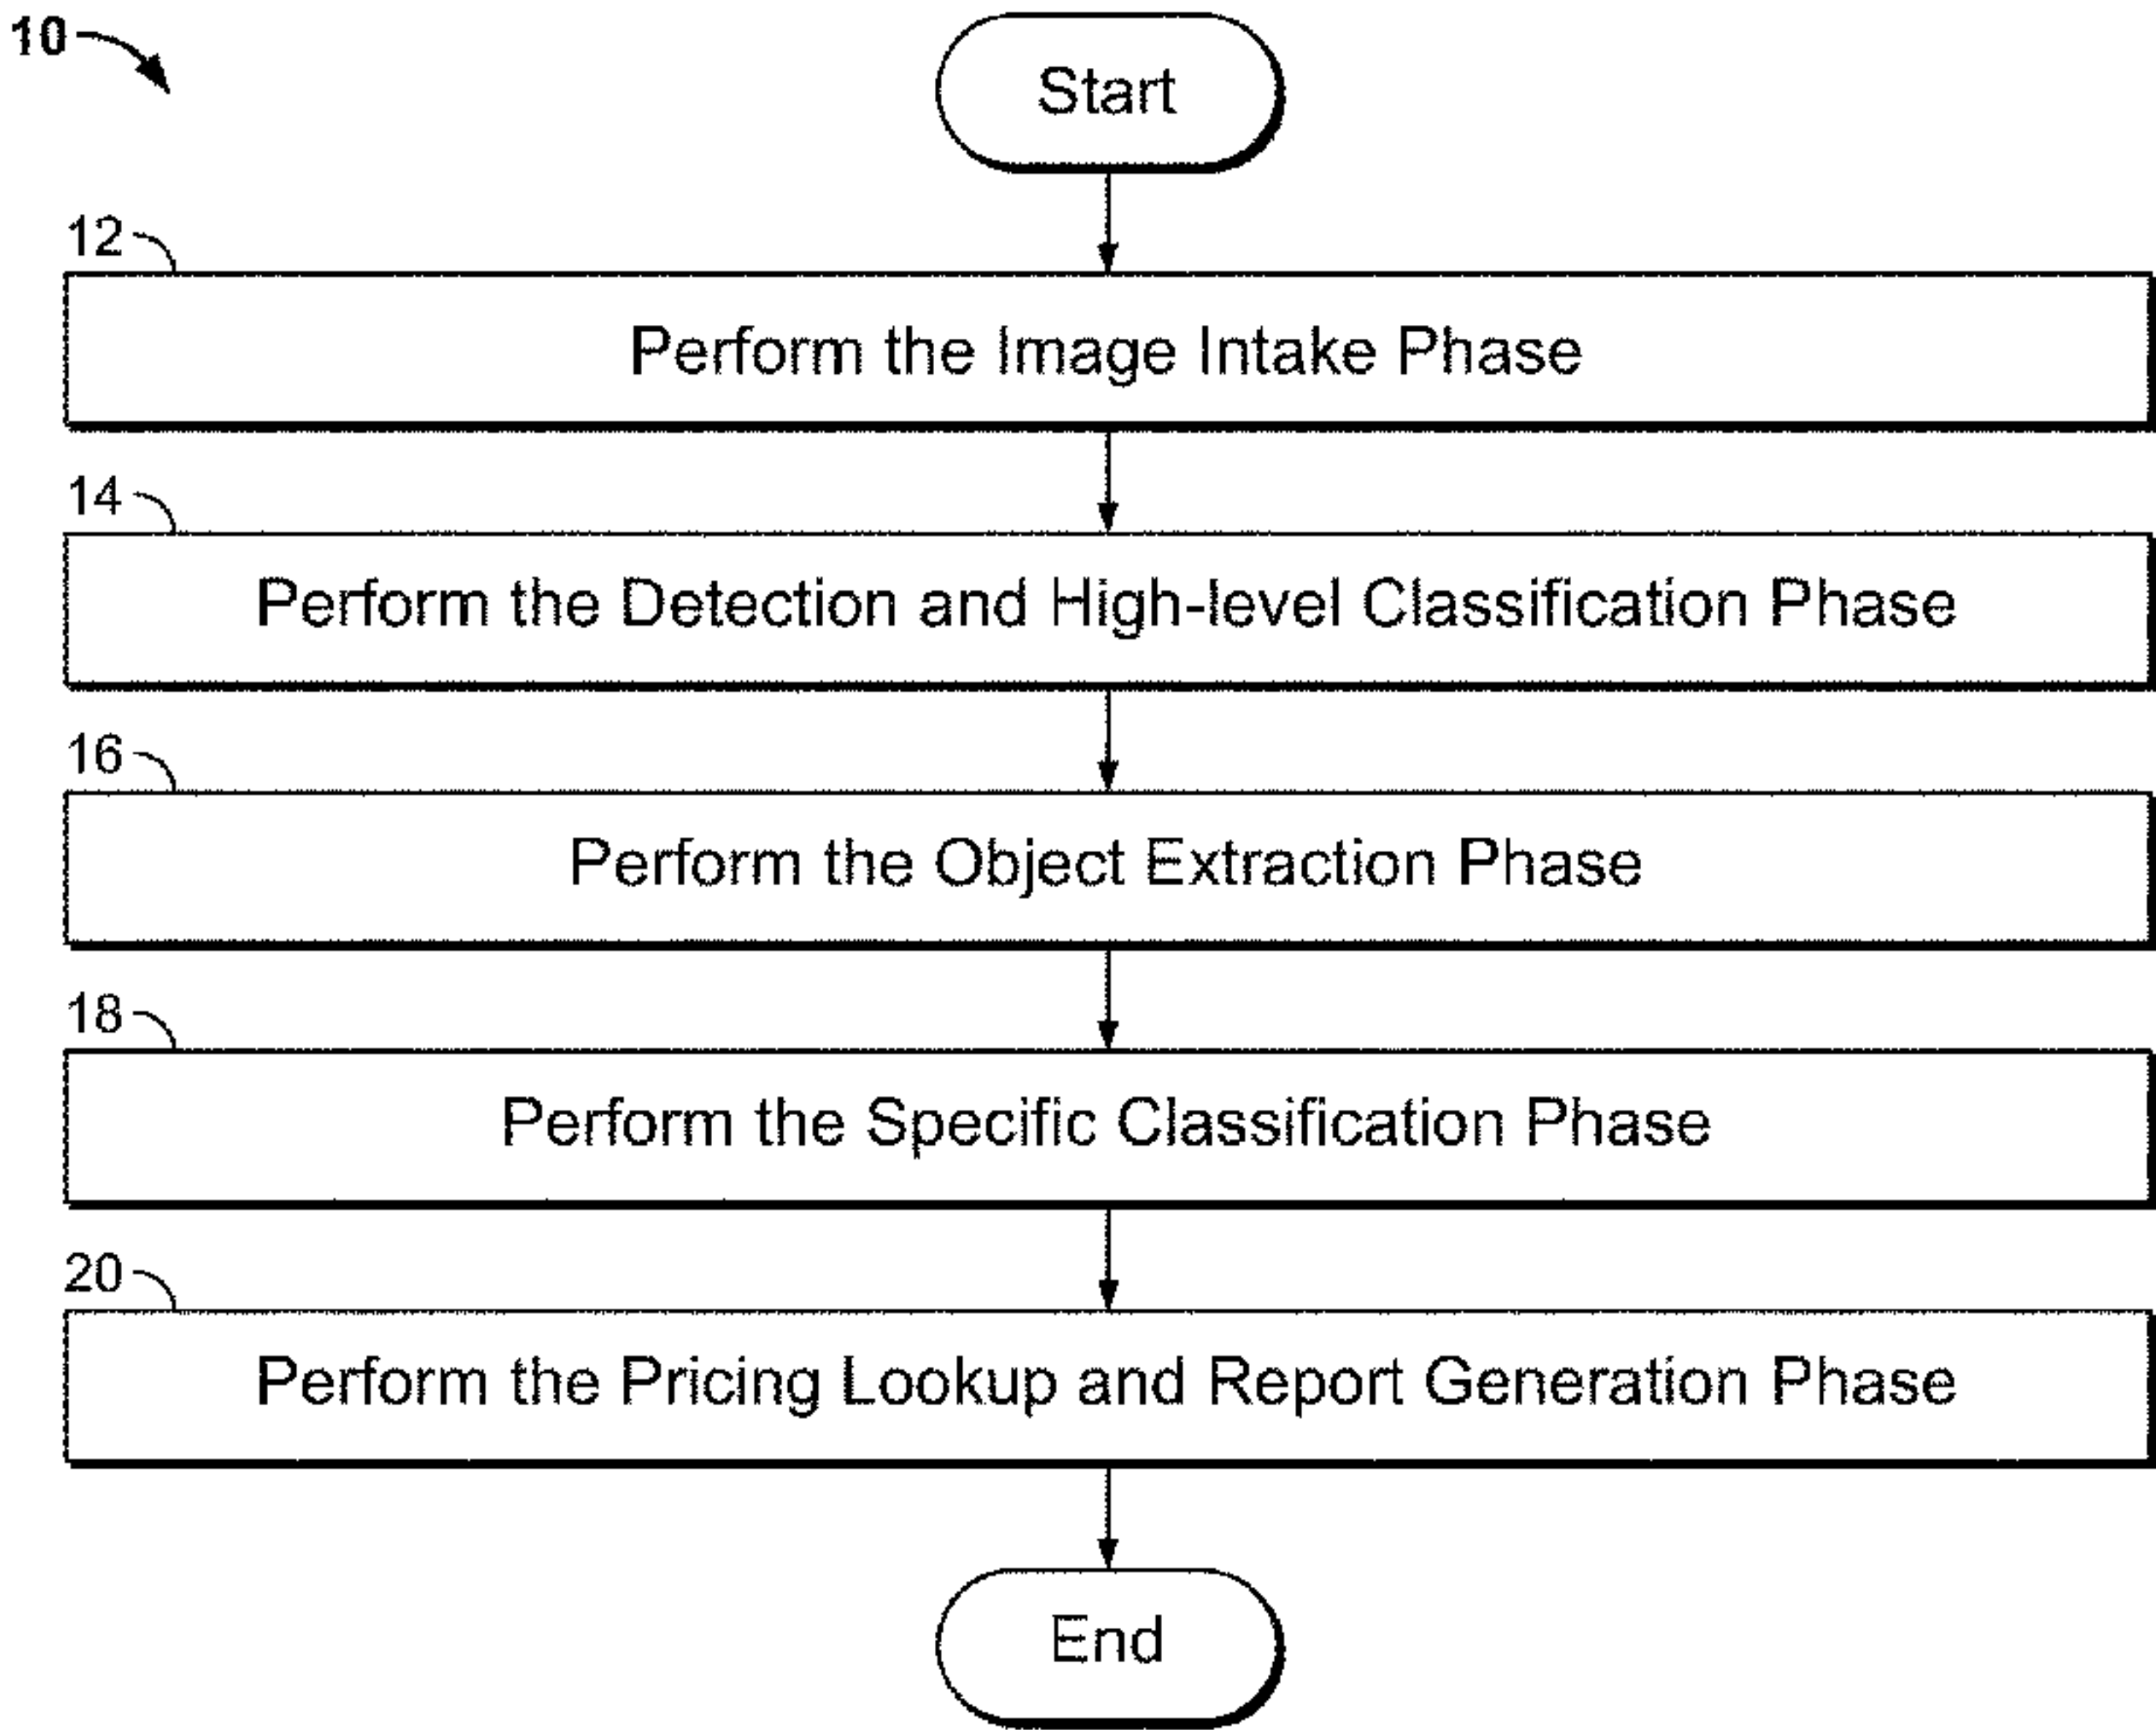 10
Start
12
Perform the Image Intake Phase
14
Perform the Detection and High-level Classification Phase
16
Perform the Object Extraction Phase
18
Perform the Specific Classification Phase
20
Perform the Pricing Lookup and Report Generation Phase
End